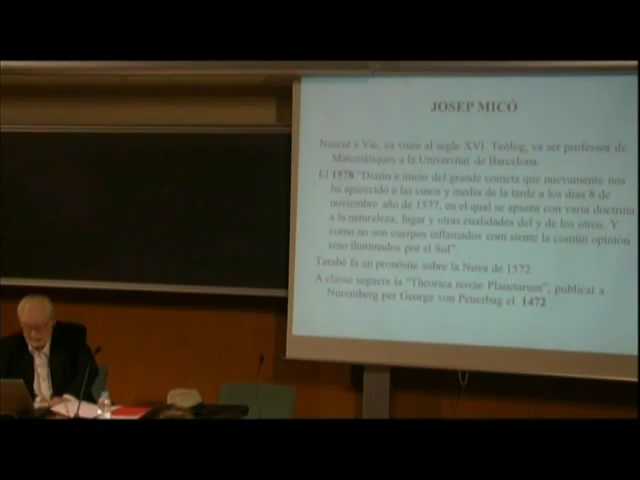 JOSEP MICÓ
Nascut a Vic, va viure al segle XVI. Teòleg, va ser professor de
Matemàtiques a la Universitat de Barcelona.
El 1578 "Diario e iuicio del grande cometa que nuevamente nos
ha aparecido a las cinco y media de la tarde a los días 8 de
noviembre año de 1577, en el qual se apunta con varia doctrina
a la naturaleza, lugar y otras cualidades del y de los otros. Y
como no son cuerpos inflamados com siente la común opinión
sino iluminados por el Sol"
També fa un pronòstic sobre la Nova de 1572
A classe segueix la "Theorica novae Planetarum", publicat a
Nuremberg per George von Peuerbag el 1472